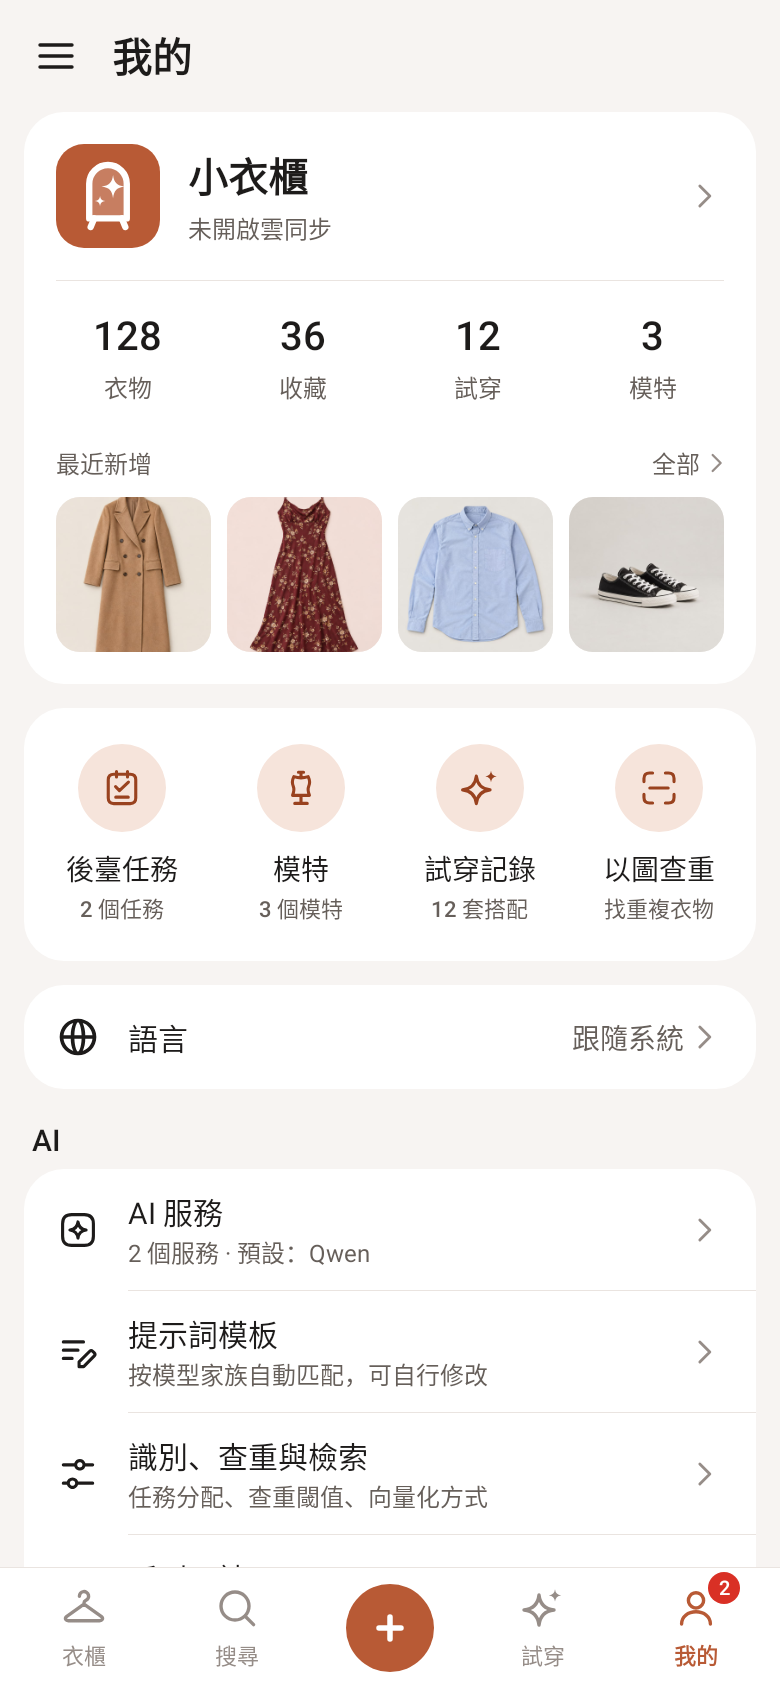 我的
小衣櫃
未開啟雲同步
128 36 12 3
衣物 收藏 試穿 模特
最近新增 全部
後臺任務 模特 試穿記錄 以圖查重
2 個任務 3 個模特 12 套搭配 找重複衣物
語言 跟隨系統
AI
AI 服務
2 個服務 · 預設：Qwen
提示詞模板
按模型家族自動匹配，可自行修改
識別、查重與檢索
任務分配、查重閾值、向量化方式
2
衣櫃 搜尋 試穿 我的